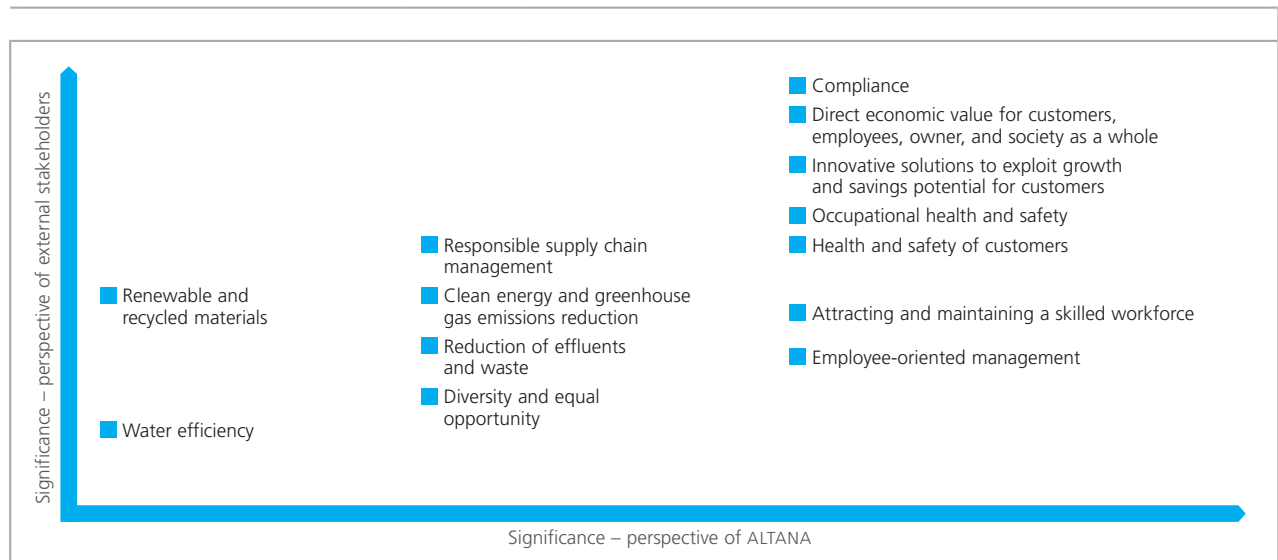 Significance – perspective of external stakeholders
Renewable and
recycled materials
Water efficiency
Responsible supply chain
management
Clean energy and greenhouse
gas emissions reduction
Reduction of effluents
and waste
Diversity and equal
opportunity
Compliance
Direct economic value for customers,
employees, owner, and society as a whole
Innovative solutions to exploit growth
and savings potential for customers
Occupational health and safety
Health and safety of customers
Attracting and maintaining a skilled workforce
Employee-oriented management
Significance – perspective of ALTANA